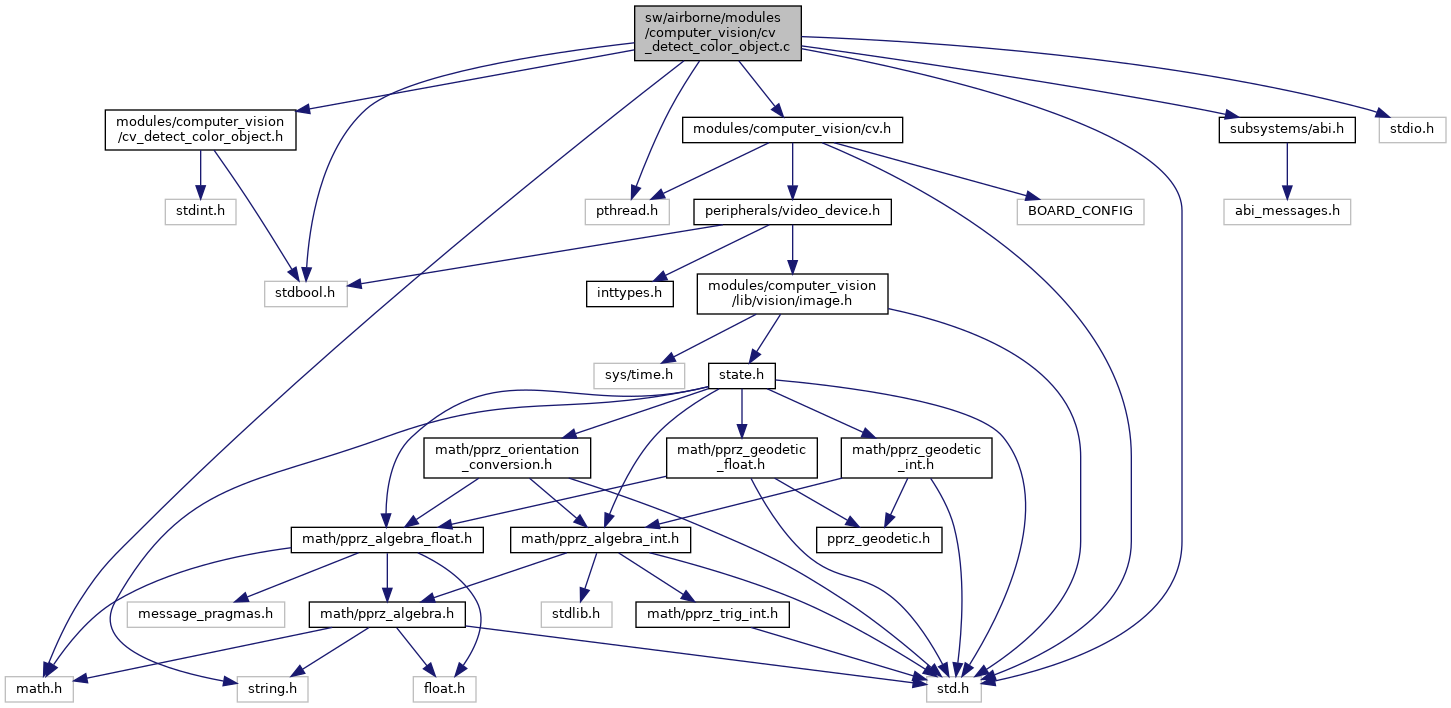 sw/airborne/modules
/computer_vision/cv
_detect_color_object.c
modules/computer_vision
/cv_detect_color_object.h
modules/computer_vision/cv.h
subsystems/abi.h
stdio.h
stdint.h
pthread.h
peripherals/video_device.h
BOARD_CONFIG
abi_messages.h
stdbool.h
inttypes.h
modules/computer_vision
/lib/vision/image.h
sys/time.h
state.h
math/pprz_orientation
_conversion.h
math/pprz_geodetic
_float.h
math/pprz_geodetic
_int.h
math/pprz_algebra_float.h
math/pprz_algebra_int.h
pprz_geodetic.h
message_pragmas.h
math/pprz_algebra.h
stdlib.h
math/pprz_trig_int.h
math.h
string.h
float.h
std.h